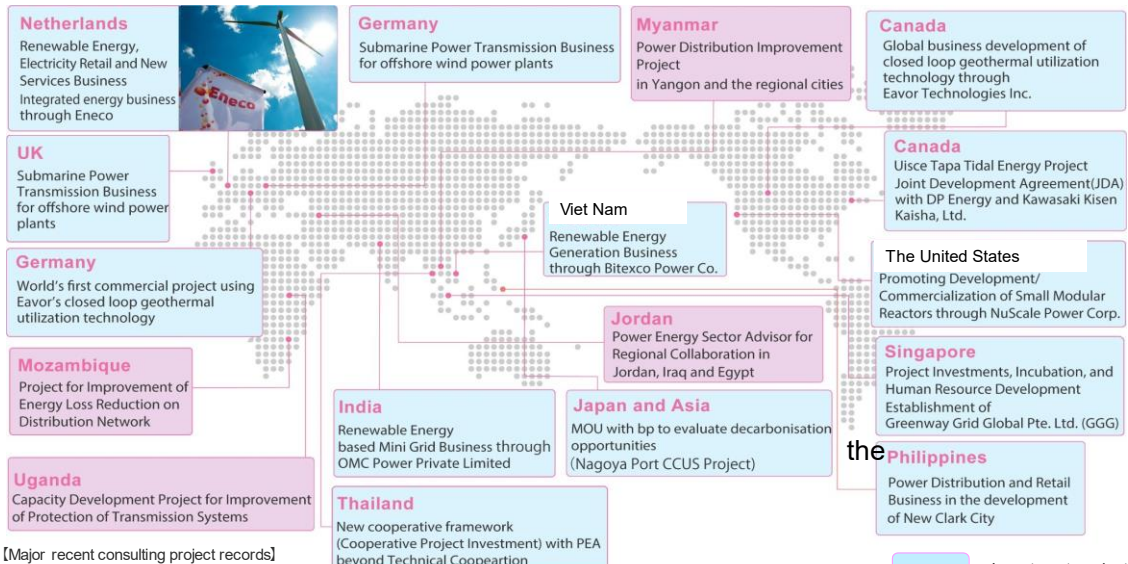 Netherlands
Renewable Energy,
Electricity Retail and New
Services Business
Integrated energy business
through Eneco
Eneco
Germany
Submarine Power Transmission Business
for offshore wind power plants
Myanmar
Power Distribution Improvement
Project
in Yangon and the regional cities
Canada
Global business development of
closed loop geothermal utilization
technology through
Eavor Technologies Inc.
UK
Submarine Power
Transmission Business
for offshore wind power
plants
Canada
Uisce Tapa Tidal Energy Project
Joint Development Agreement(JDA)
with DP Energy and Kawasaki Kisen
Kaisha, Ltd.
Viet Nam
Renewable Energy
Generation Business
through Bitexco Power Co.
Germany
World's first commercial project using
Eavor's closed loop geothermal
utilization technology
The United States
Promoting Development/
Commercialization of Small Modular
Reactors through NuScale Power Corp.
Jordan
Power Energy Sector Advisor for
Regional Collaboration in
Jordan, Iraq and Egypt
Mozambique
Project for Improvement of
Energy Loss Reduction on
Distribution Network
Singapore
Project Investments, Incubation, and
Human Resource Development
Establishment of
Greenway Grid Global Pte. Ltd. (GGG)
India
Renewable Energy
based Mini Grid Business through
OMC Power Private Limited
Japan and Asia
MOU with bp to evaluate decarbonisation
opportunities
(Nagoya Port CCUS Project)
the Philippines
Power Distribution and Retail
Business in the development
of New Clark City
Uganda
Capacity Development Project for Improvement
of Protection of Transmission Systems
Thailand
New cooperative framework
(Cooperative Project Investment) with PEA
beyond Technical Coopeartion
【Major recent consulting project records】